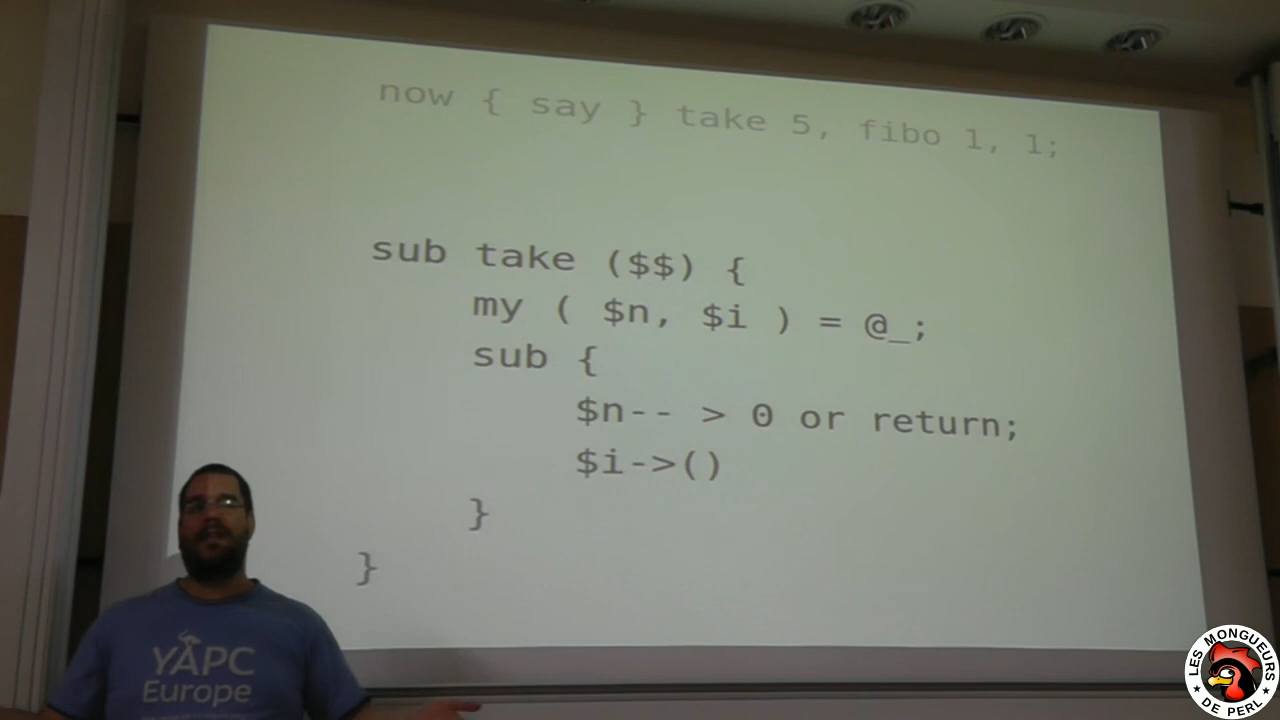 now { say } take 5, fibo 1, 1;
sub take ($$) {
my ( $n, $i ) = @_;
sub {
$n-- > 0 or return;
$i->()
}
}
YAPC
Europe
LES MONGUEURS
DE PERL